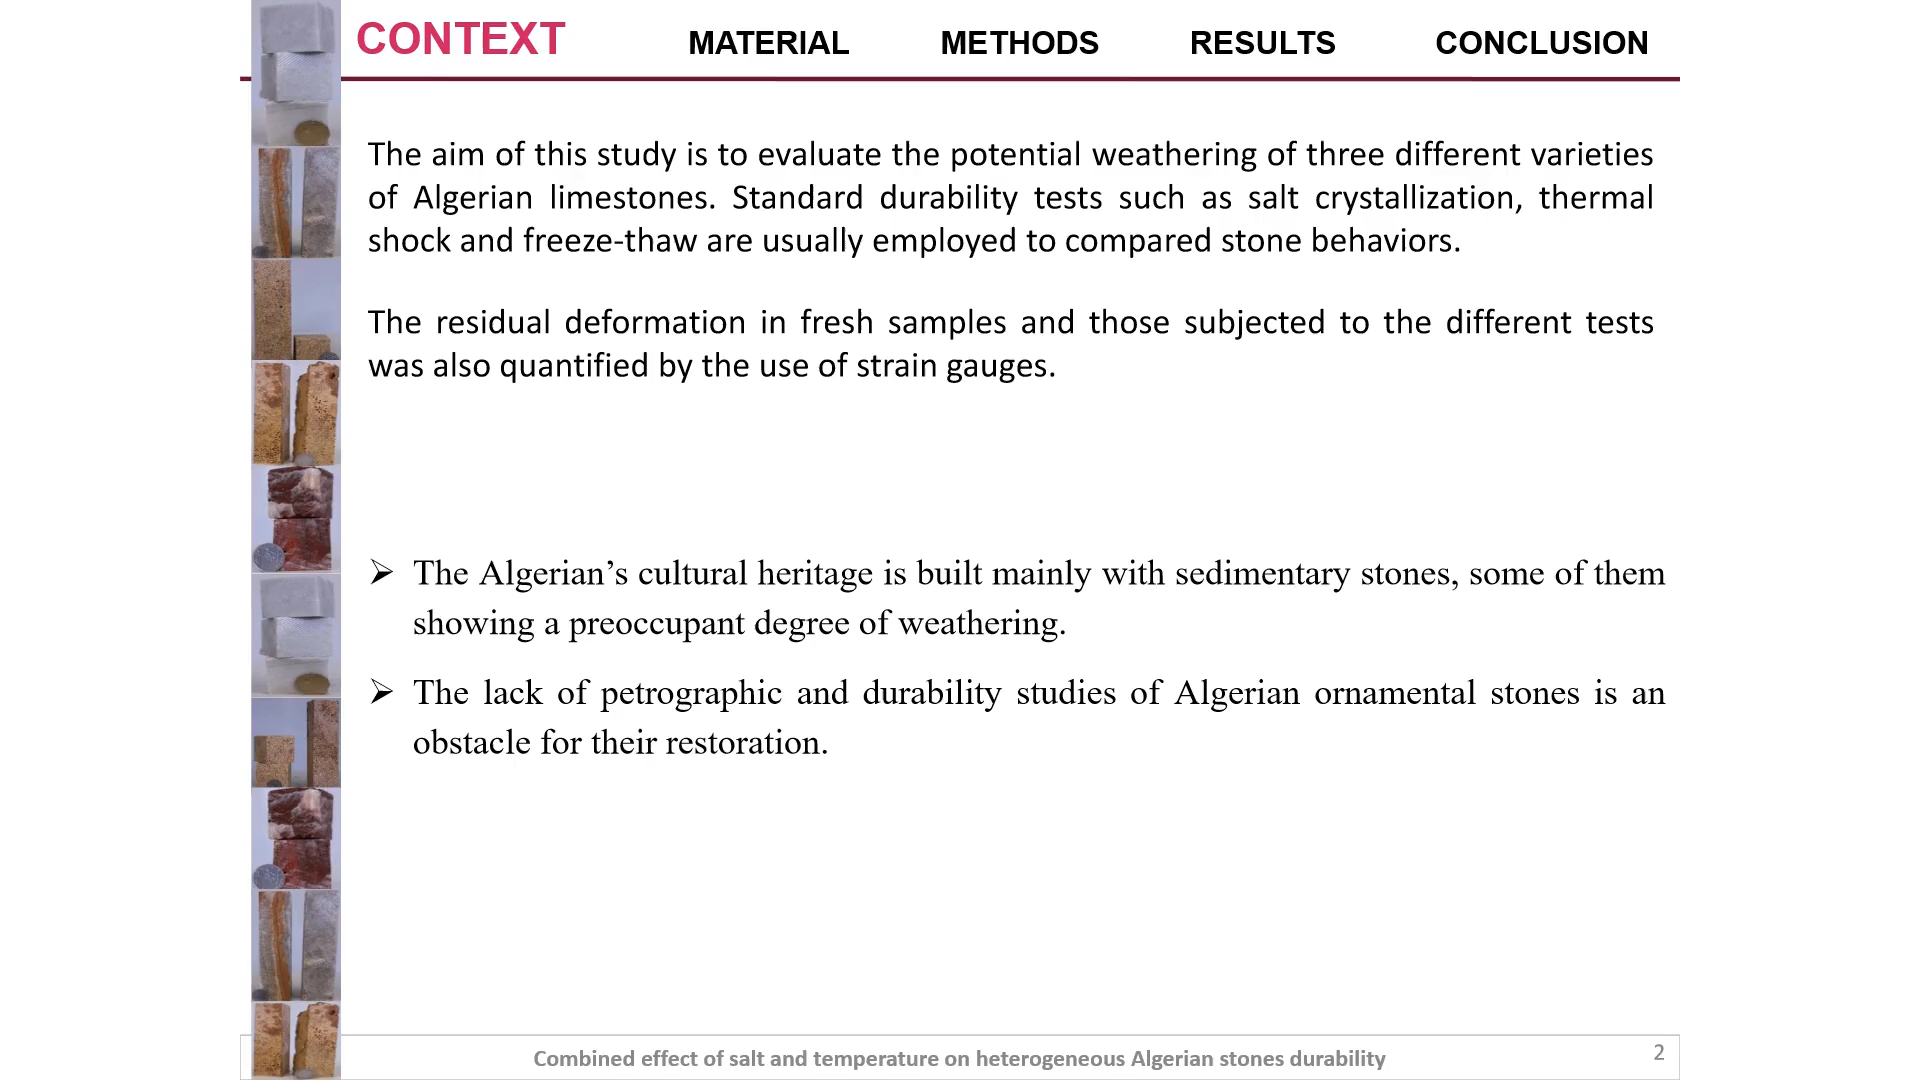 CONTEXT MATERIAL METHODS RESULTS CONCLUSION
The aim of this study is to evaluate the potential weathering of three different varieties
of Algerian limestones. Standard durability tests such as salt crystallization, thermal
shock and freeze-thaw are usually employed to compared stone behaviors.
The residual deformation in fresh samples and those subjected to the different tests
was also quantified by the use of strain gauges.
➢ The Algerian’s cultural heritage is built mainly with sedimentary stones, some of them
showing a preoccupant degree of weathering.
➢ The lack of petrographic and durability studies of Algerian ornamental stones is an
obstacle for their restoration.
Combined effect of salt and temperature on heterogeneous Algerian stones durability
2